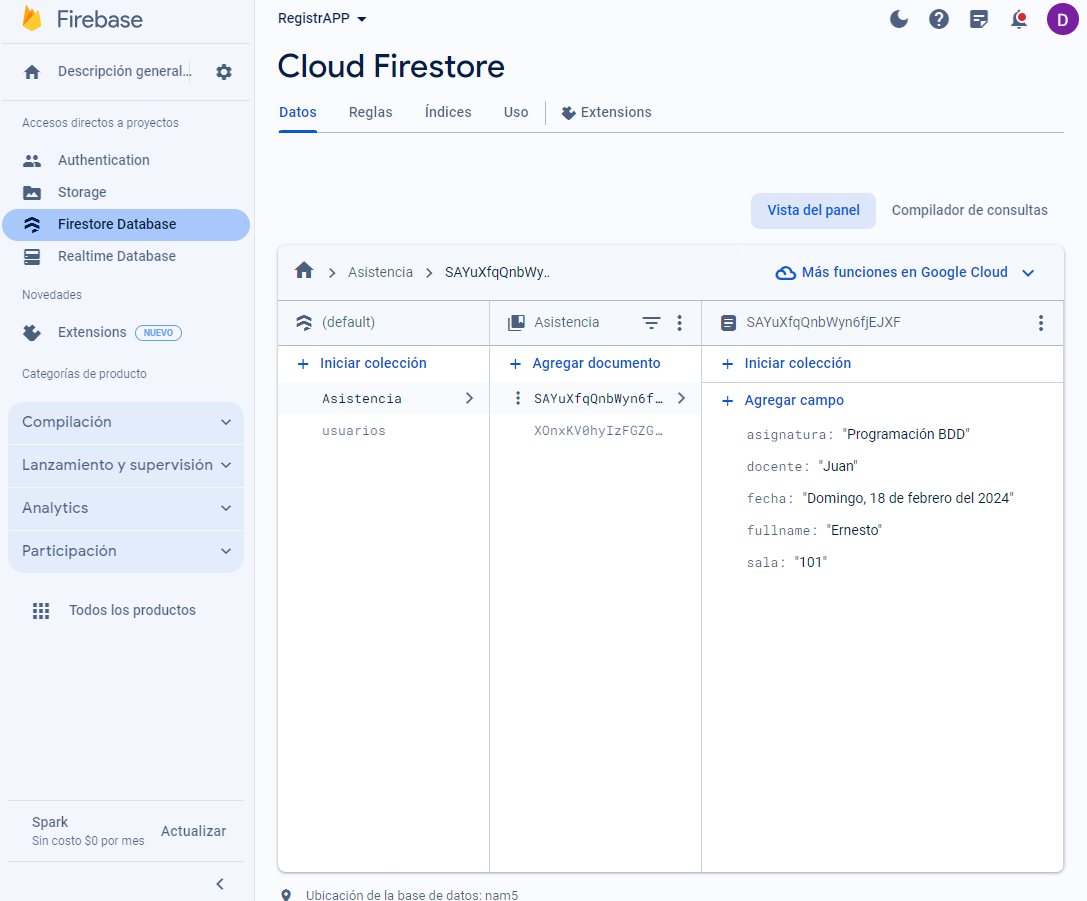 Firebase
RegistrAPP
D
Descripción general...
Cloud Firestore
Datos
Reglas
Índices
Uso
Extensions
Accesos directos a proyectos
Authentication
Storage
Firestore Database
Realtime Database
Novedades
Extensions NUEVO
Categorías de producto
Compilación
Lanzamiento y supervisión
Analytics
Participación
Todos los productos
Spark
Sin costo $0 por mes
Actualizar
Vista del panel
Compilador de consultas
Asistencia
SAYuXfqQnbWy..
Más funciones en Google Cloud
(default)
Iniciar colección
Asistencia
usuarios
Asistencia
Agregar documento
SAYuXfqQnbWyn6f…
XOnxKV0hyIzFGZG…
SAYuXfqQnbWyn6fjEJXF
Iniciar colección
Agregar campo
asignatura: "Programación BDD"
docente: "Juan"
fecha: "Domingo, 18 de febrero del 2024"
fullname: "Ernesto"
sala: "101"
Ubicación de la base de datos: nam5